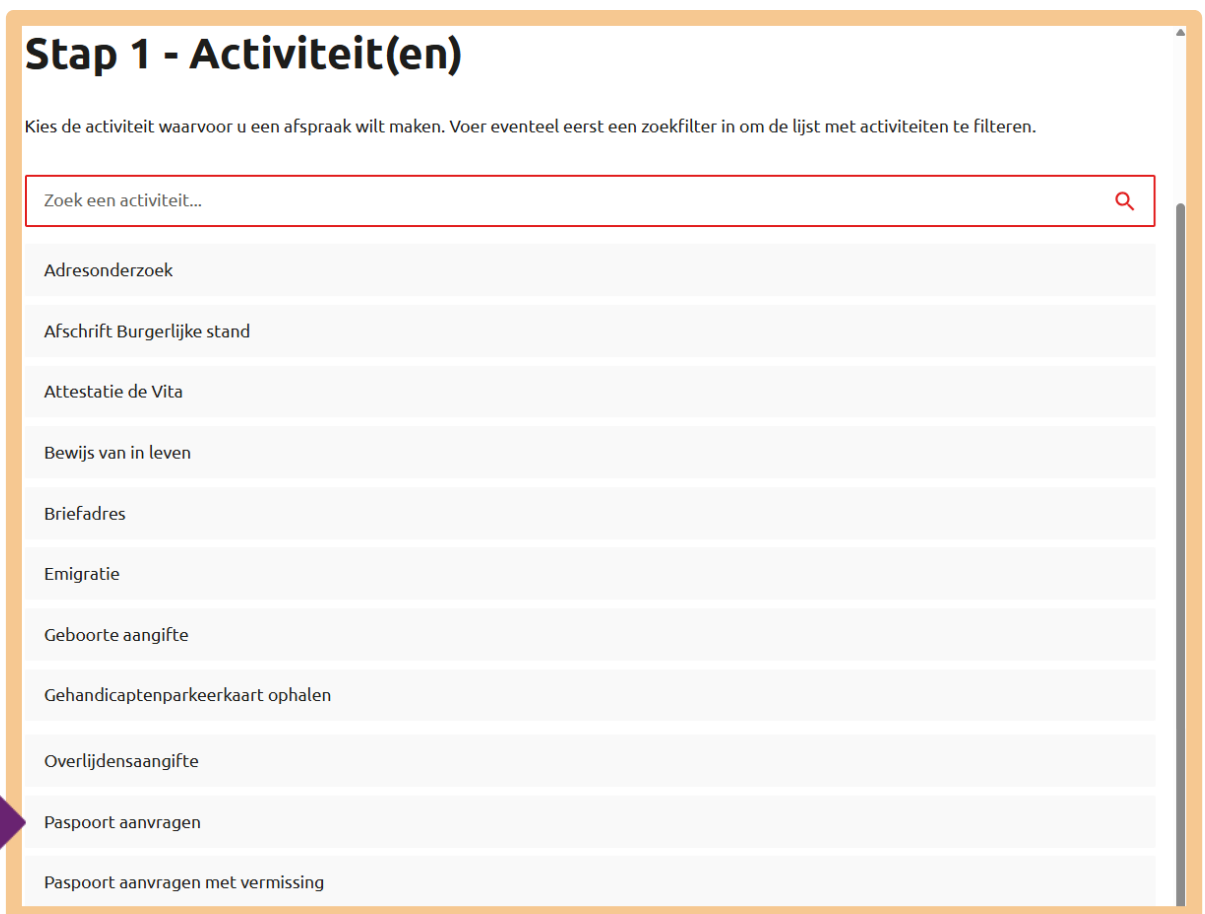 Stap 1 - Activiteit(en)
Kies de activiteit waarvoor u een afspraak wilt maken. Voer eventeel eerst een zoekfilter in om de lijst met activiteiten te filteren.
Zoek een activiteit...
Adresonderzoek
Afschrift Burgerlijke stand
Attestatie de Vita
Bewijs van in leven
Briefadres
Emigratie
Geboorte aangifte
Gehandicaptenparkeerkaart ophalen
Overlijdensaangifte
Paspoort aanvragen
Paspoort aanvragen met vermissing